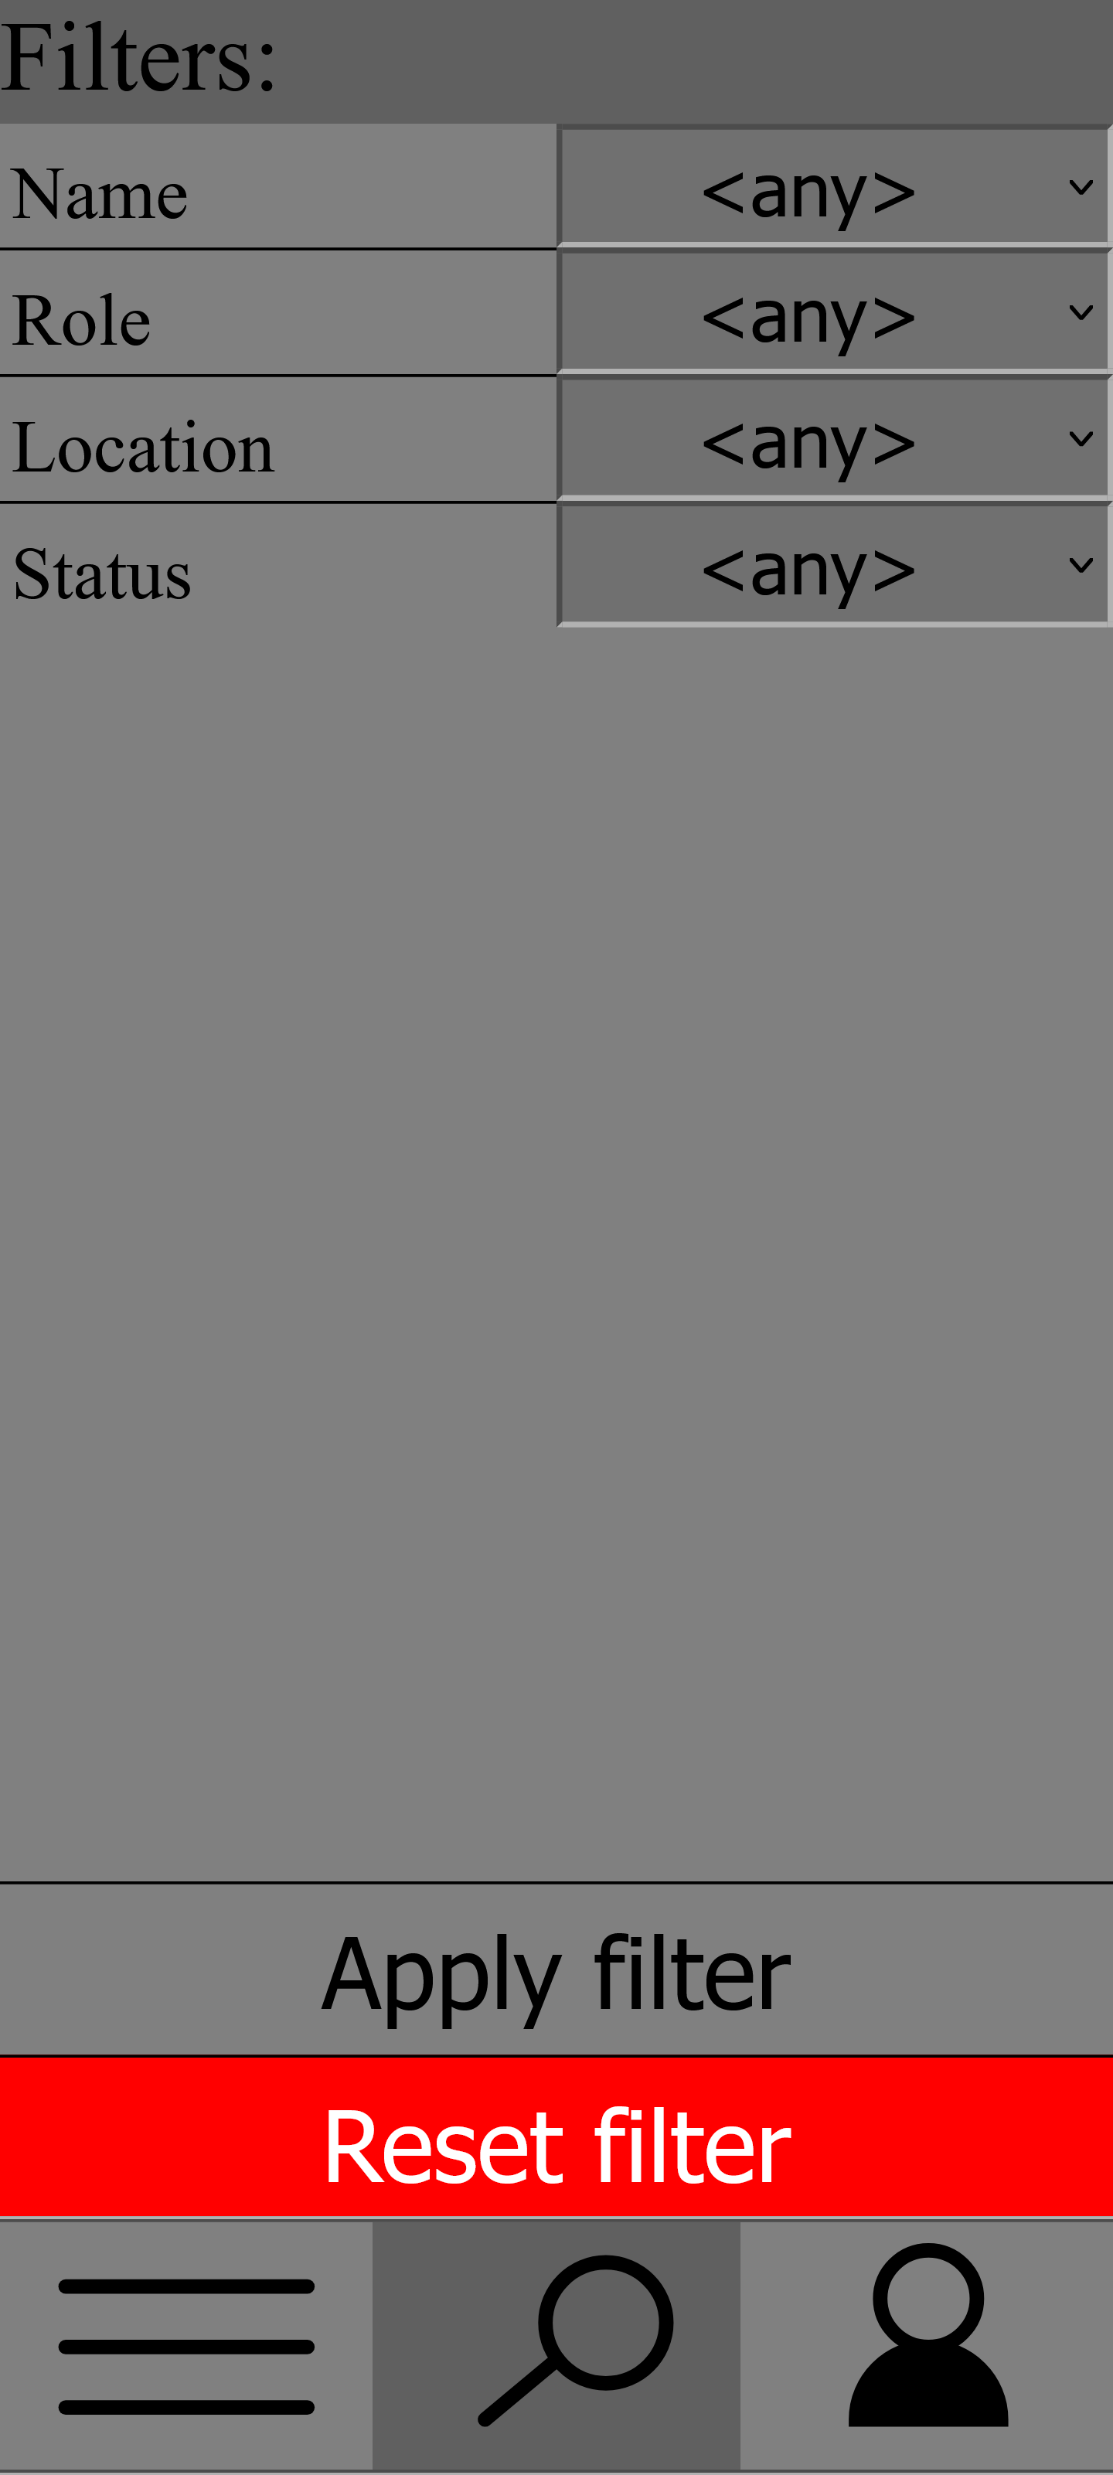 Filters:
Name <any>
Role <any>
Location <any>
Status <any>
Apply filter
Reset filter